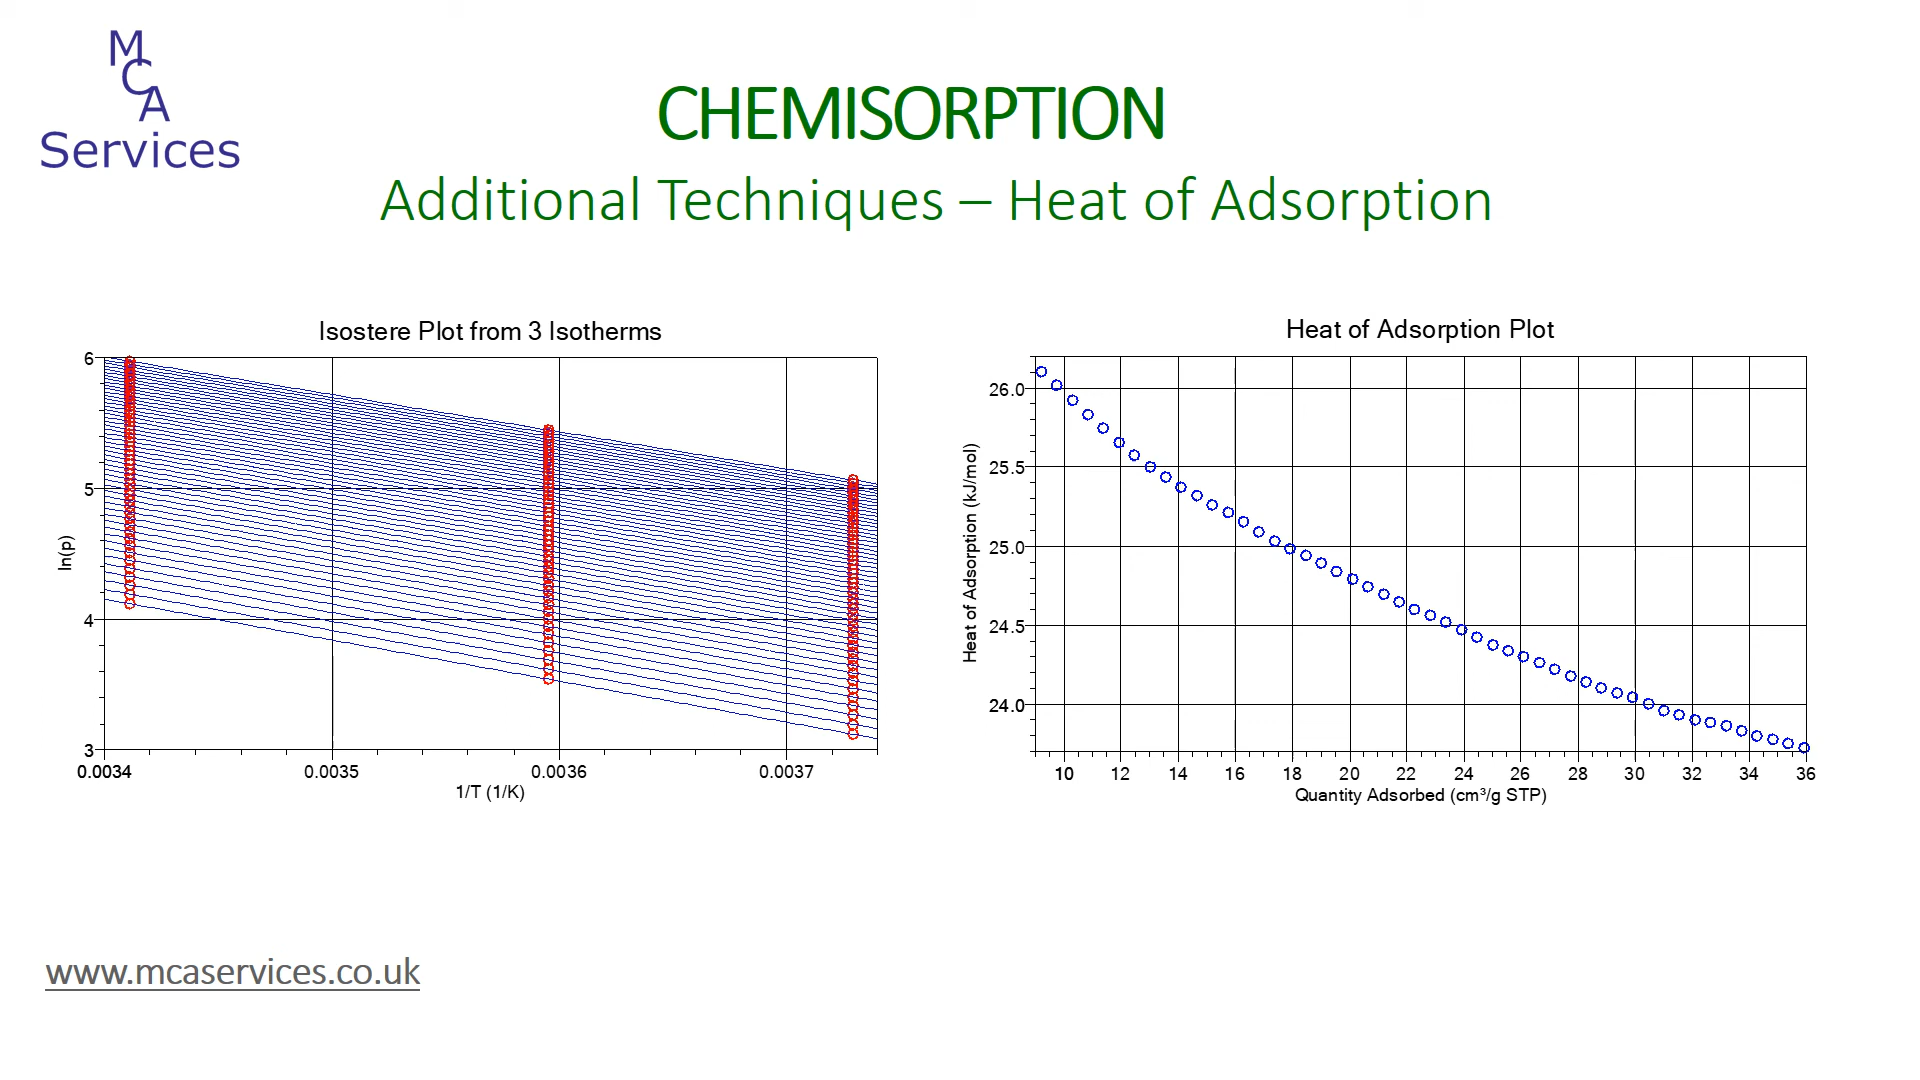 M
C
A
Services
CHEMISORPTION
Additional Techniques – Heat of Adsorption
Isostere Plot from 3 Isotherms
6
5
4
3
ln(p)
0.0034 0.0035 0.0036 0.0037
1/T (1/K)
Heat of Adsorption Plot
26.0
25.5
25.0
24.5
24.0
Heat of Adsorption (kJ/mol)
10 12 14 16 18 20 22 24 26 28 30 32 34 36
Quantity Adsorbed (cm³/g STP)
www.mcaservices.co.uk